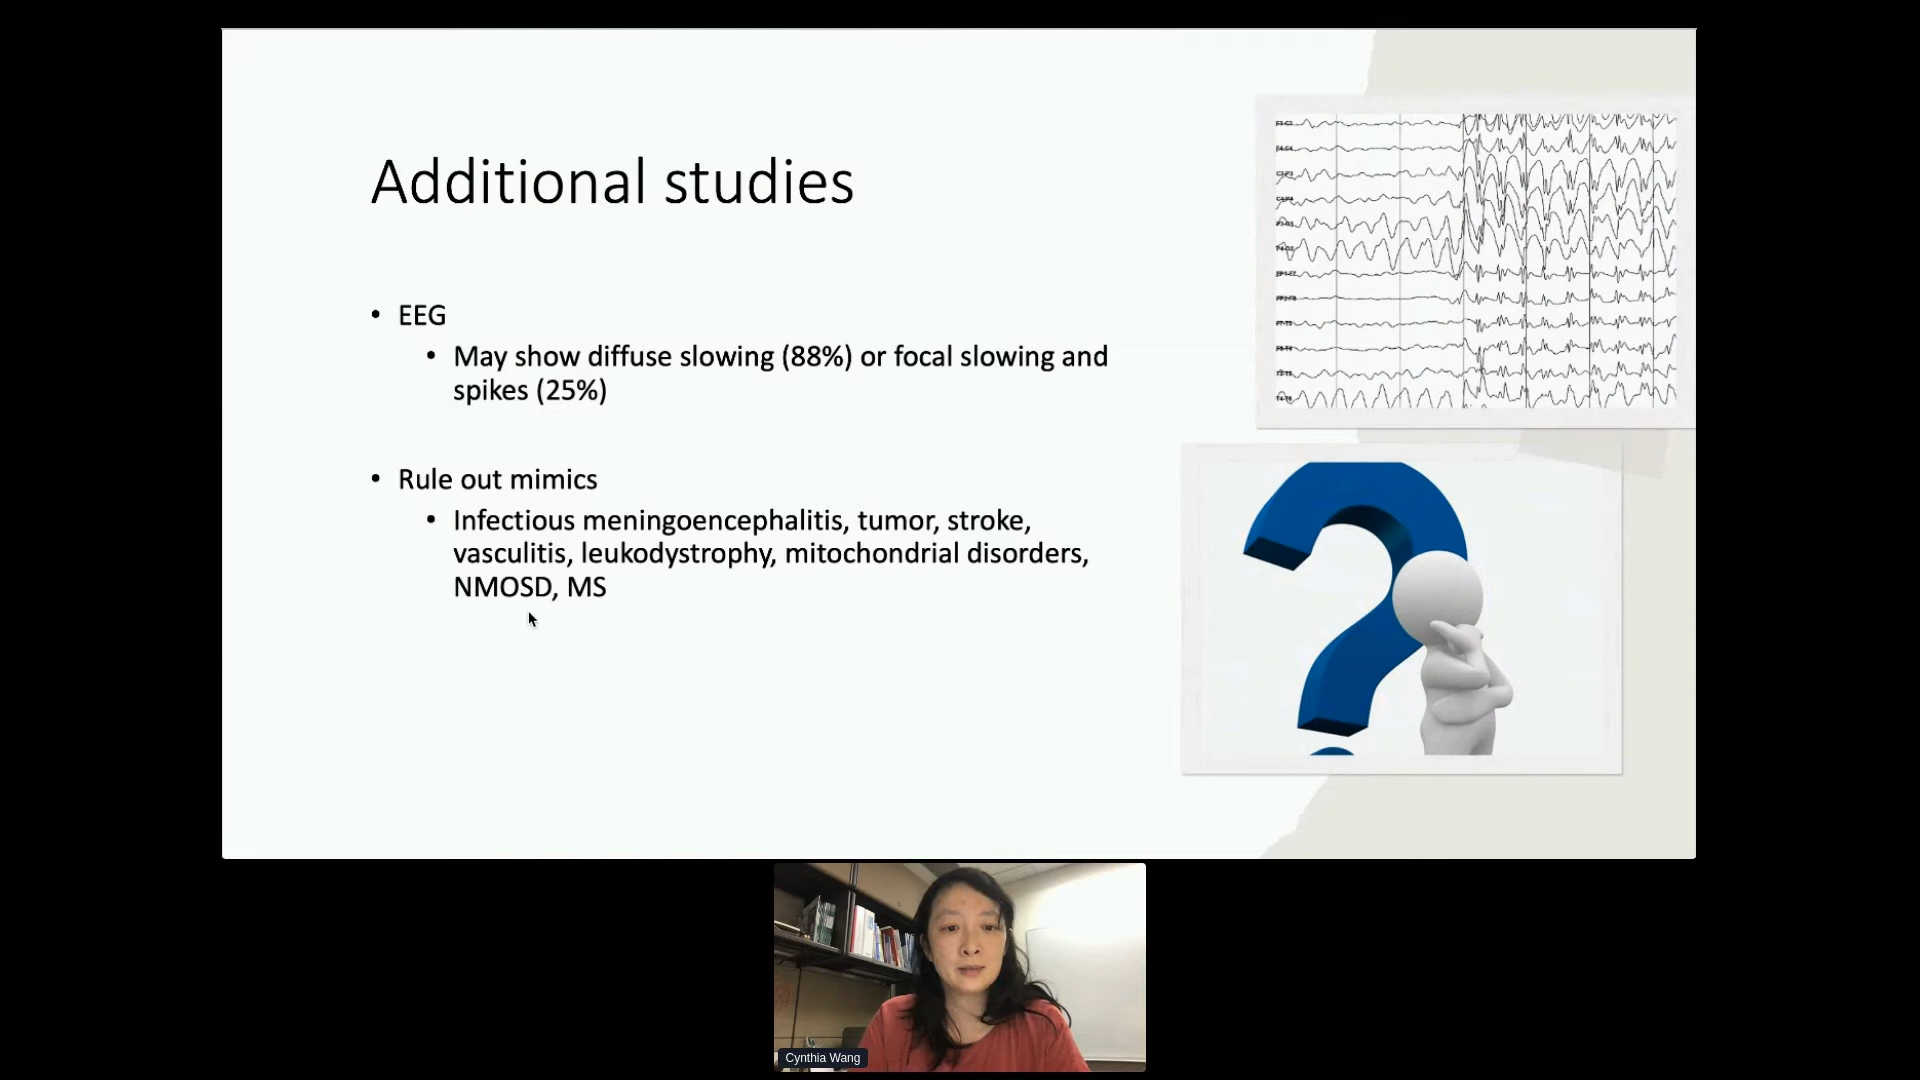 Additional studies
• EEG
• May show diffuse slowing (88%) or focal slowing and
spikes (25%)
• Rule out mimics
• Infectious meningoencephalitis, tumor, stroke,
vasculitis, leukodystrophy, mitochondrial disorders,
NMOSD, MS
Cynthia Wang